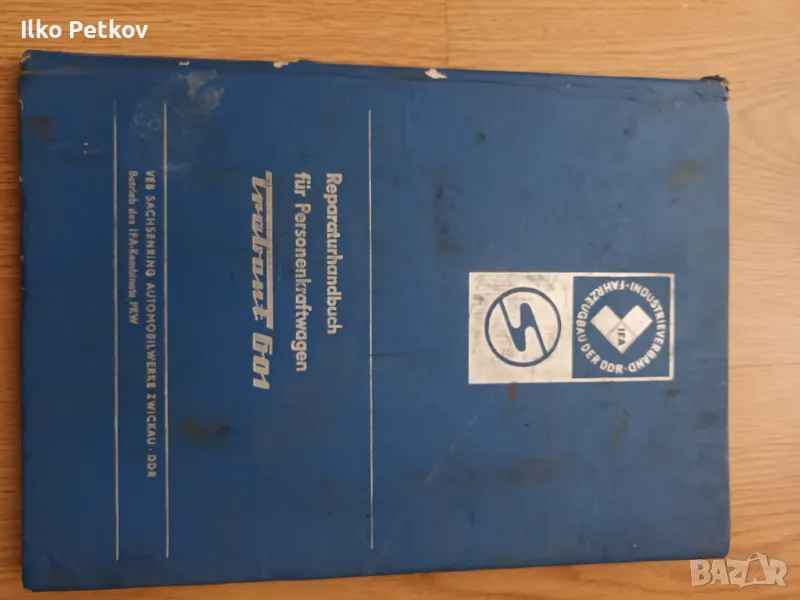 Ilko Petkov
INDUSTRIEVERBAND · FAHRZEUGBAU DER DDR ·
IFA
S
Reparaturhandbuch
für Personenkraftwagen
Trabant 601
VEB SACHSENRING AUTOMOBILWERKE ZWICKAU · DDR
Betrieb des IFA-Kombinats PKW
BAZAR